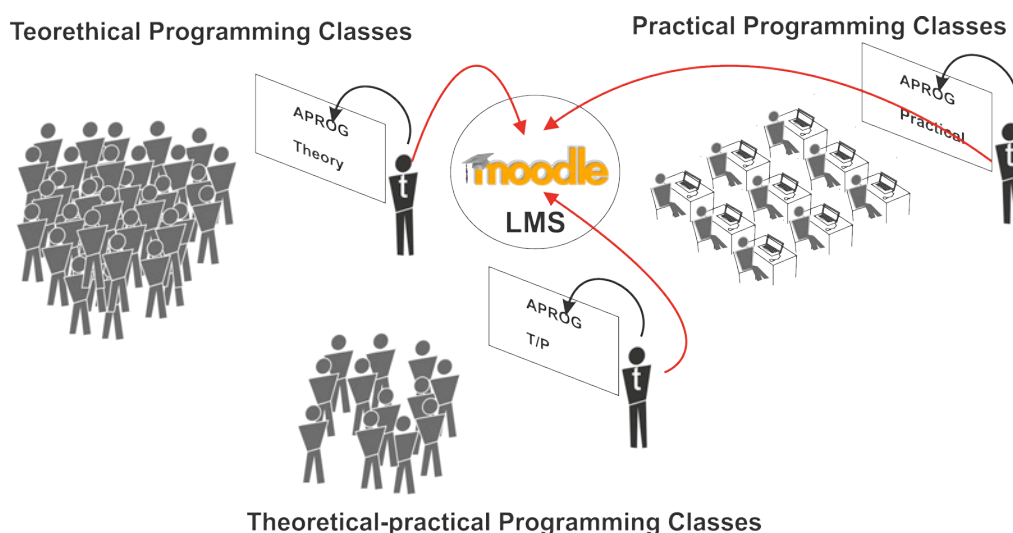 Teorethical Programming Classes
Practical Programming Classes
APROG
Theory
t
moodle
LMS
APROG
Practical
t
APROG
T/P
t
Theoretical-practical Programming Classes